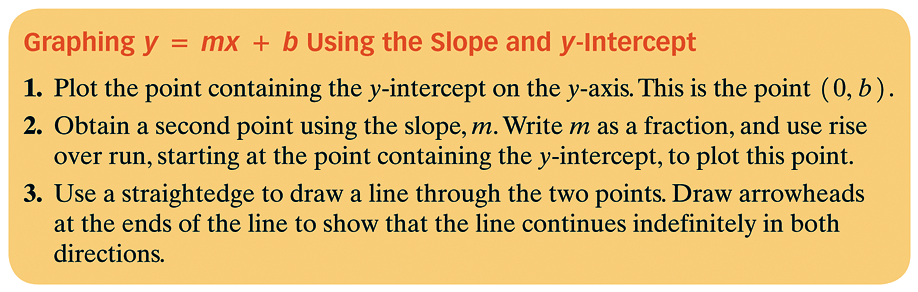 Graphing y = mx + b Using the Slope and y-Intercept
1. Plot the point containing the y-intercept on the y-axis. This is the point (0, b).
2. Obtain a second point using the slope, m. Write m as a fraction, and use rise
over run, starting at the point containing the y-intercept, to plot this point.
3. Use a straightedge to draw a line through the two points. Draw arrowheads
at the ends of the line to show that the line continues indefinitely in both
directions.